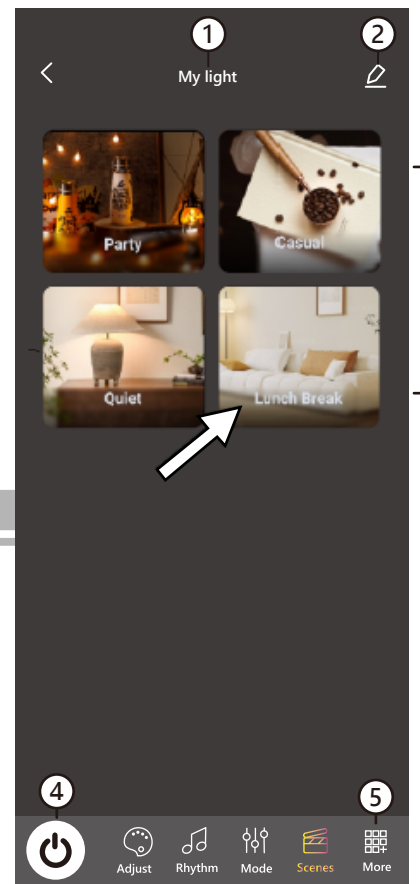 1
2
My light
Party
Casual
Quiet
Lunch Break
4
5
Adjust
Rhythm
Mode
Scenes
More